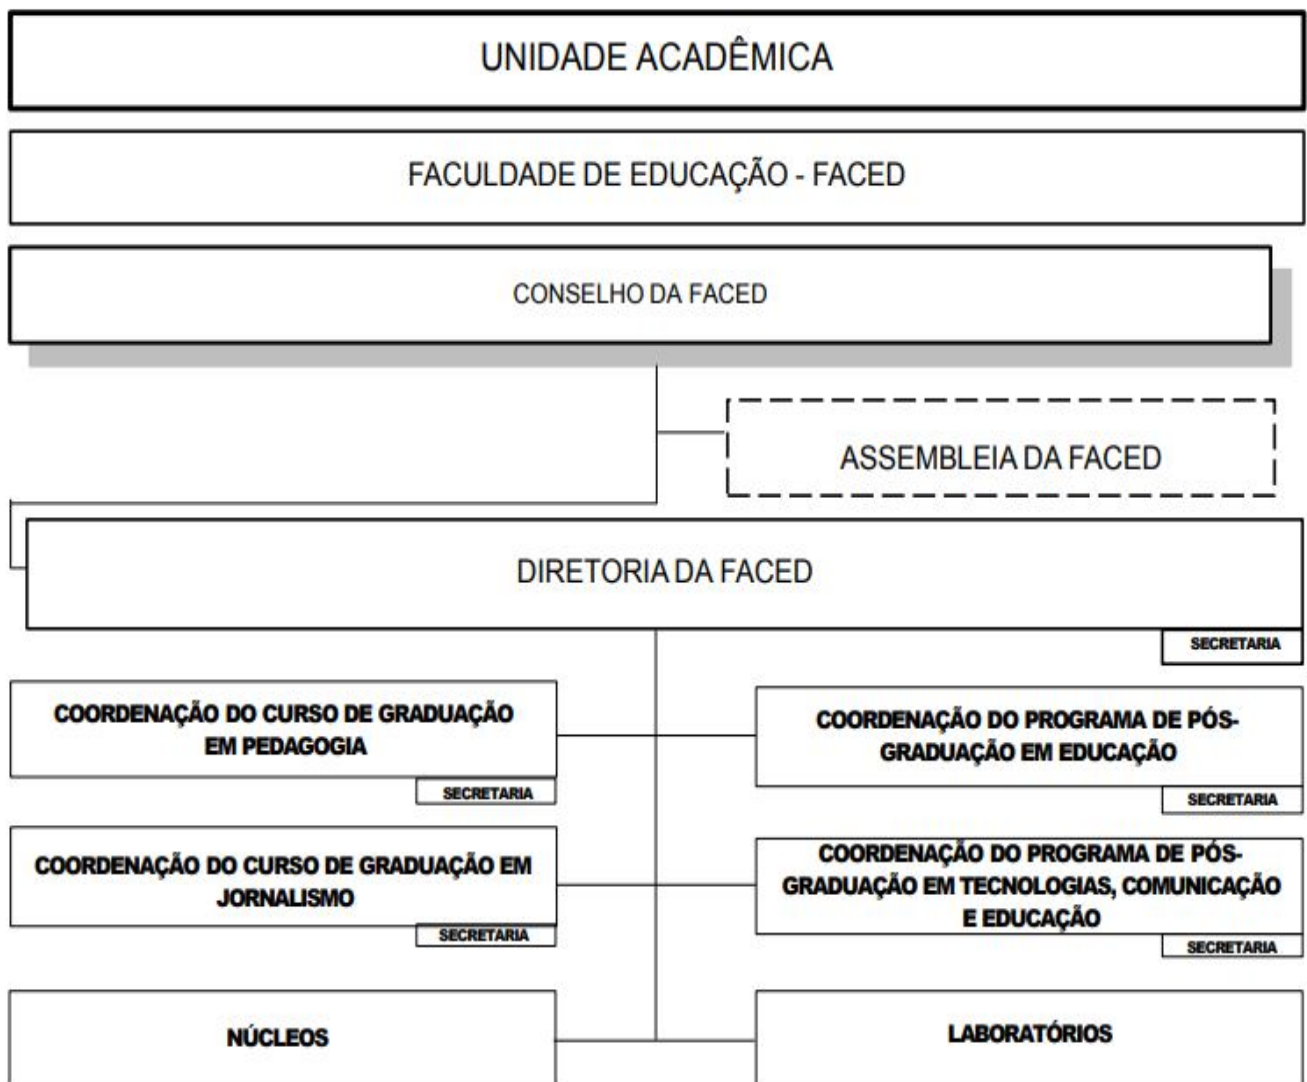 UNIDADE ACADÊMICA
FACULDADE DE EDUCAÇÃO - FACED
CONSELHO DA FACED
ASSEMBLEIA DA FACED
DIRETORIA DA FACED
SECRETARIA
COORDENAÇÃO DO CURSO DE GRADUAÇÃO
EM PEDAGOGIA
SECRETARIA
COORDENAÇÃO DO PROGRAMA DE PÓS-
GRADUAÇÃO EM EDUCAÇÃO
SECRETARIA
COORDENAÇÃO DO CURSO DE GRADUAÇÃO EM
JORNALISMO
SECRETARIA
COORDENAÇÃO DO PROGRAMA DE PÓS-
GRADUAÇÃO EM TECNOLOGIAS, COMUNICAÇÃO
E EDUCAÇÃO
SECRETARIA
NÚCLEOS
LABORATÓRIOS